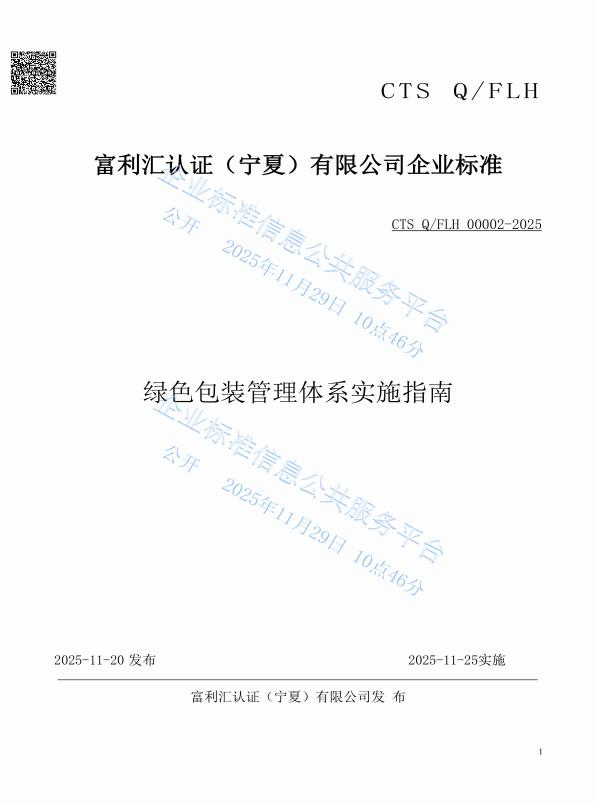 CTS Q/FLH
富利汇认证（宁夏）有限公司企业标准
CTS Q/FLH 00002-2025
企业标准信息公共服务平台
公开 2025年11月29日 10点46分
绿色包装管理体系实施指南
企业标准信息公共服务平台
公开 2025年11月29日 10点46分
2025-11-20 发布 2025-11-25实施
富利汇认证（宁夏）有限公司发 布
1